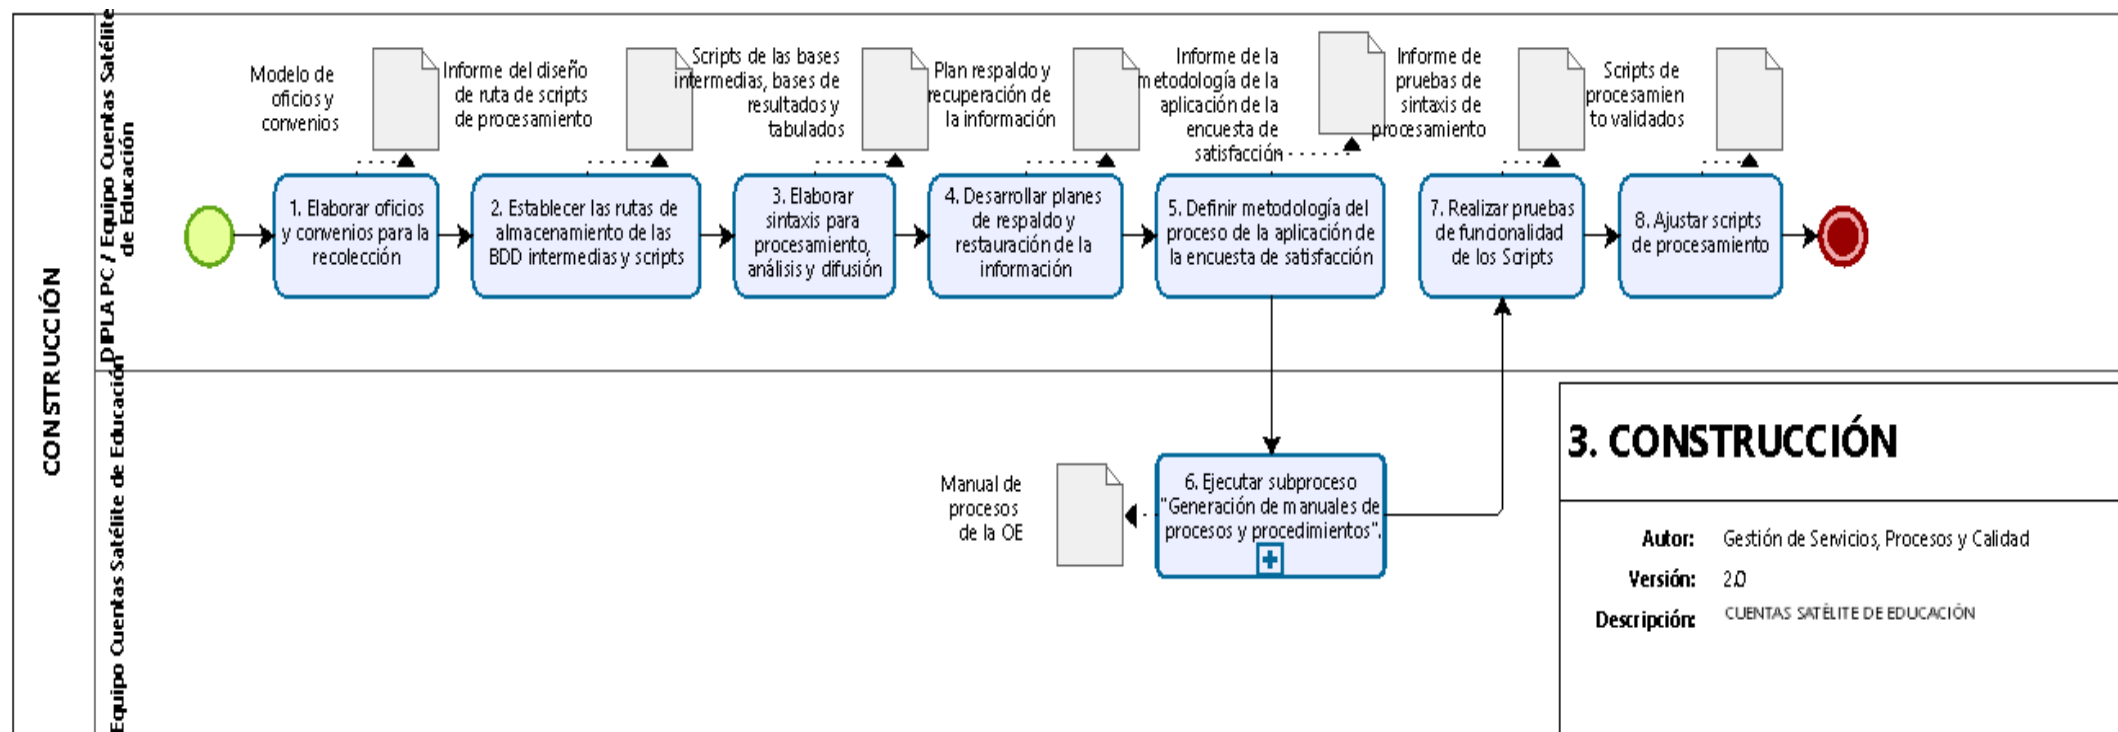 CONSTRUCCIÓN
DIPLA PC / Equipo Cuentas Satélite
de Educación
Equipo Cuentas Satélite de Educación
Modelo de
oficios y
convenios
Informe del diseño
de ruta de scripts
de procesamiento
Scripts de las bases
intermedias, bases de
resultados y
tabulados
Plan respaldo y
recuperación de
la información
Informe de la
metodología de la
aplicación de la
encuesta de
satisfacción
Informe de
pruebas de
sintaxis de
procesamiento
Scripts de
procesamien
to validados
1. Elaborar oficios
y convenios para la
recolección
2. Establecer las rutas de
almacenamiento de las
BDD intermedias y scripts
3. Elaborar
sintaxis para
procesamiento,
análisis y difusión
4. Desarrollar planes
de respaldo y
restauración de la
información
5. Definir metodología del
proceso de la aplicación de
la encuesta de satisfacción
7. Realizar pruebas
de funcionalidad
de los Scripts
8. Ajustar scripts
de procesamiento
Manual de
procesos
de la OE
6. Ejecutar subproceso
"Generación de manuales de
procesos y procedimientos".
3. CONSTRUCCIÓN
Autor: Gestión de Servicios, Procesos y Calidad
Versión: 2.0
Descripción: CUENTAS SATÉLITE DE EDUCACIÓN